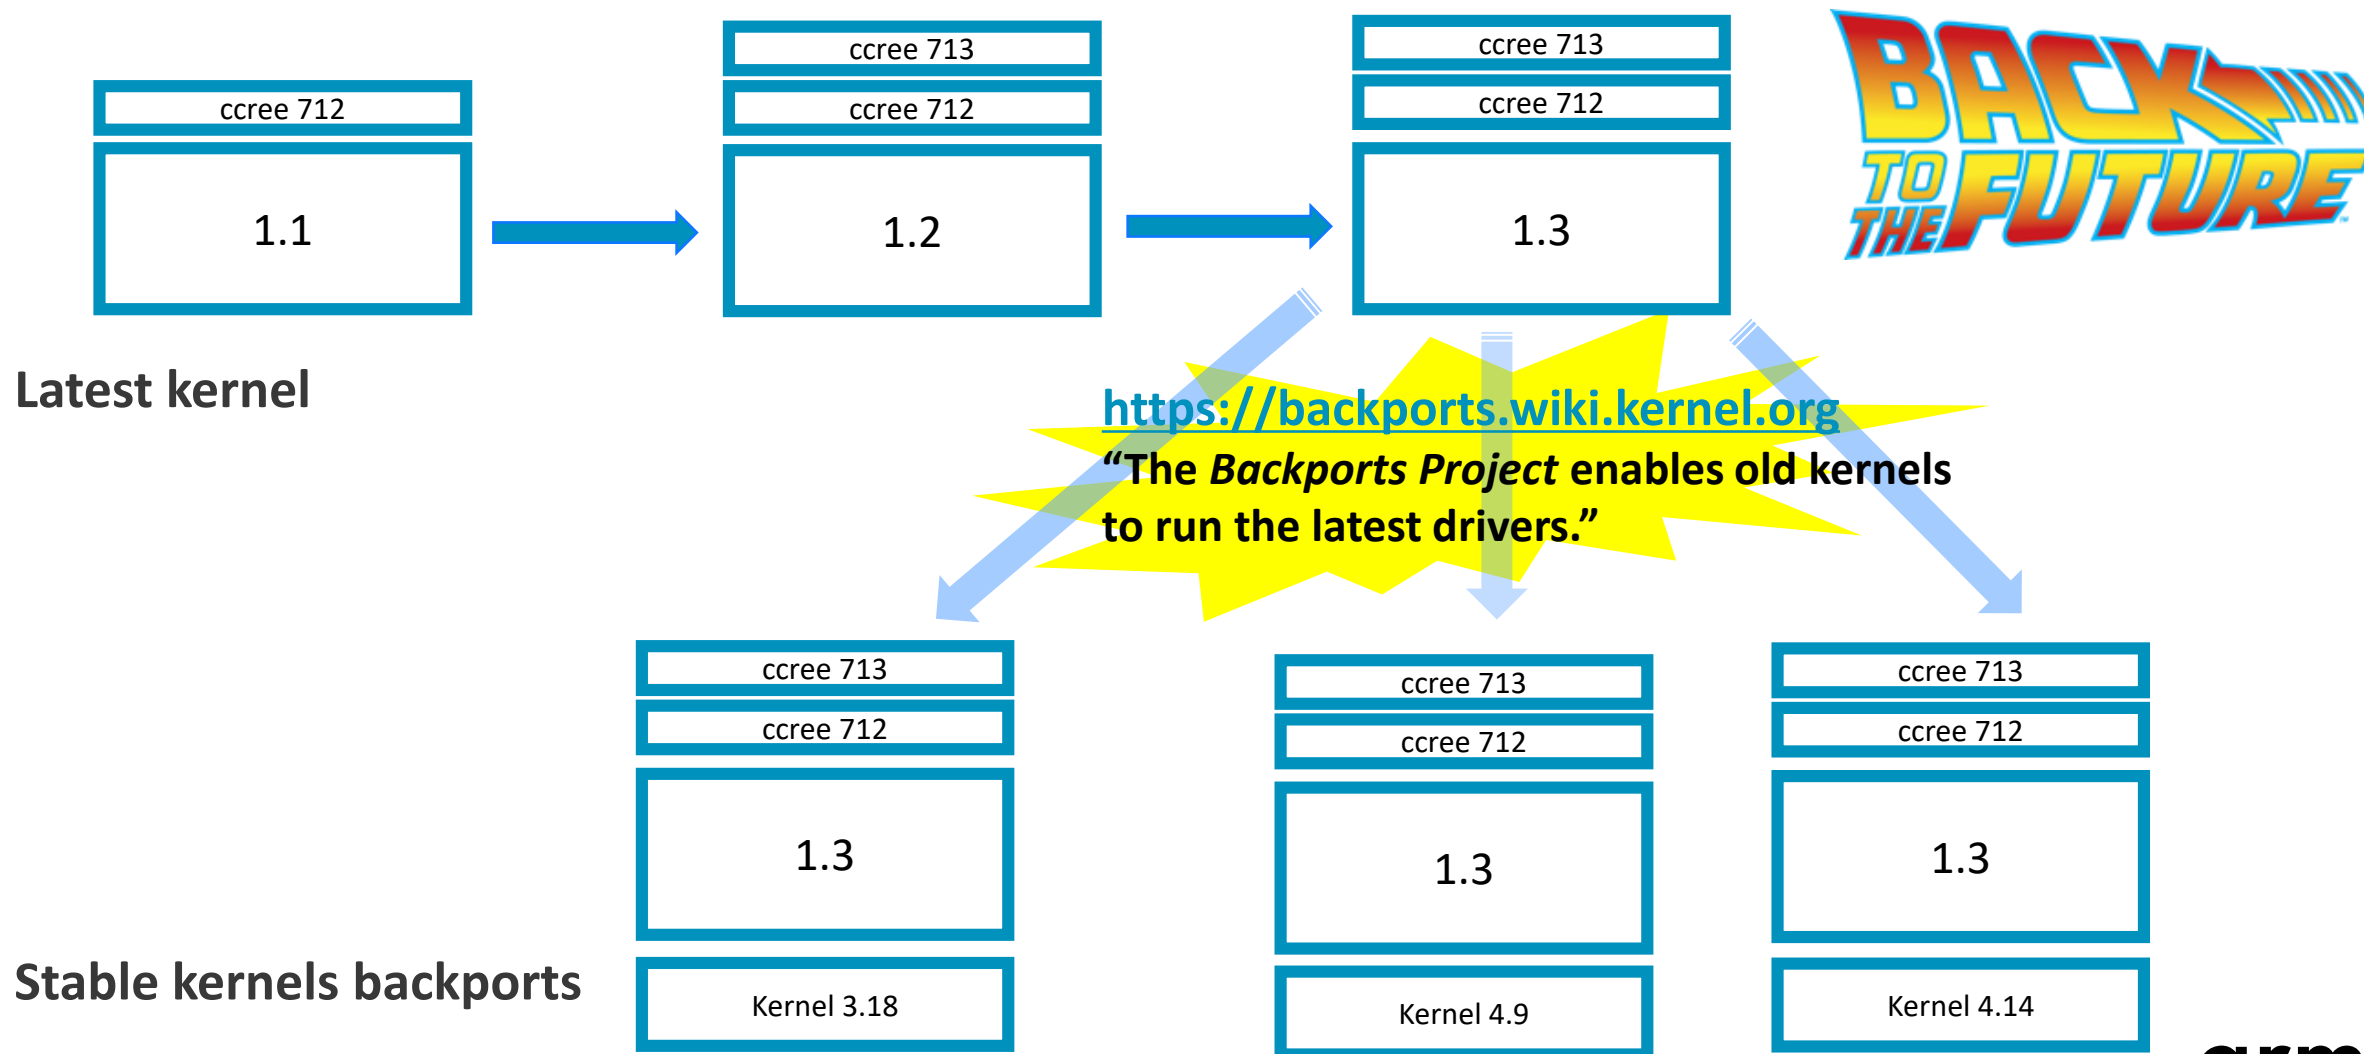 ccree 712
1.1
ccree 713
ccree 712
1.2
ccree 713
ccree 712
1.3
BACK
TO
THE FUTURE
Latest kernel
https://backports.wiki.kernel.org
“The Backports Project enables old kernels
to run the latest drivers.”
ccree 713
ccree 712
1.3
Kernel 3.18
ccree 713
ccree 712
1.3
Kernel 4.9
ccree 713
ccree 712
1.3
Kernel 4.14
Stable kernels backports
arm